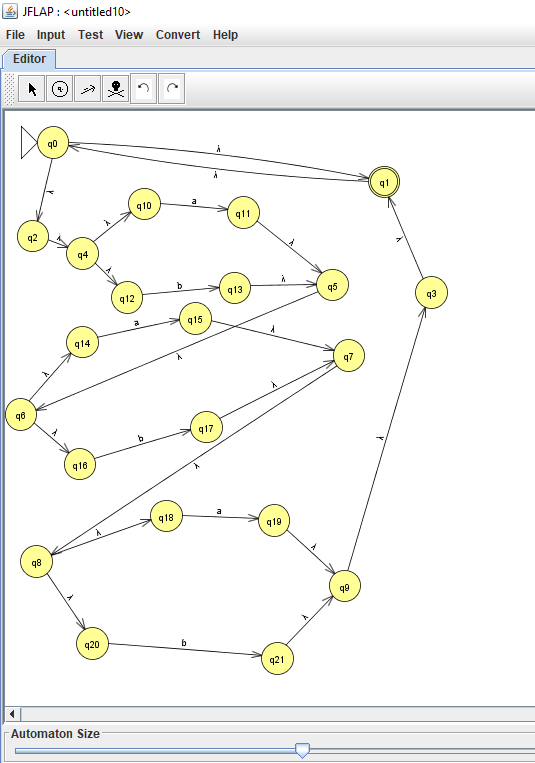 JFLAP : <untitled10>
File Input Test View Convert Help
Editor
q0
λ
λ
q1
λ
q10
a
q11
q2
λ
q4
λ
λ
λ
λ
q12
b
q13
λ
q5
q3
q14
a
q15
λ
q7
λ
λ
λ
q6
λ
b
q17
q16
λ
q18
a
q19
λ
λ
λ
q8
q9
λ
λ
q20
b
q21
Automaton Size